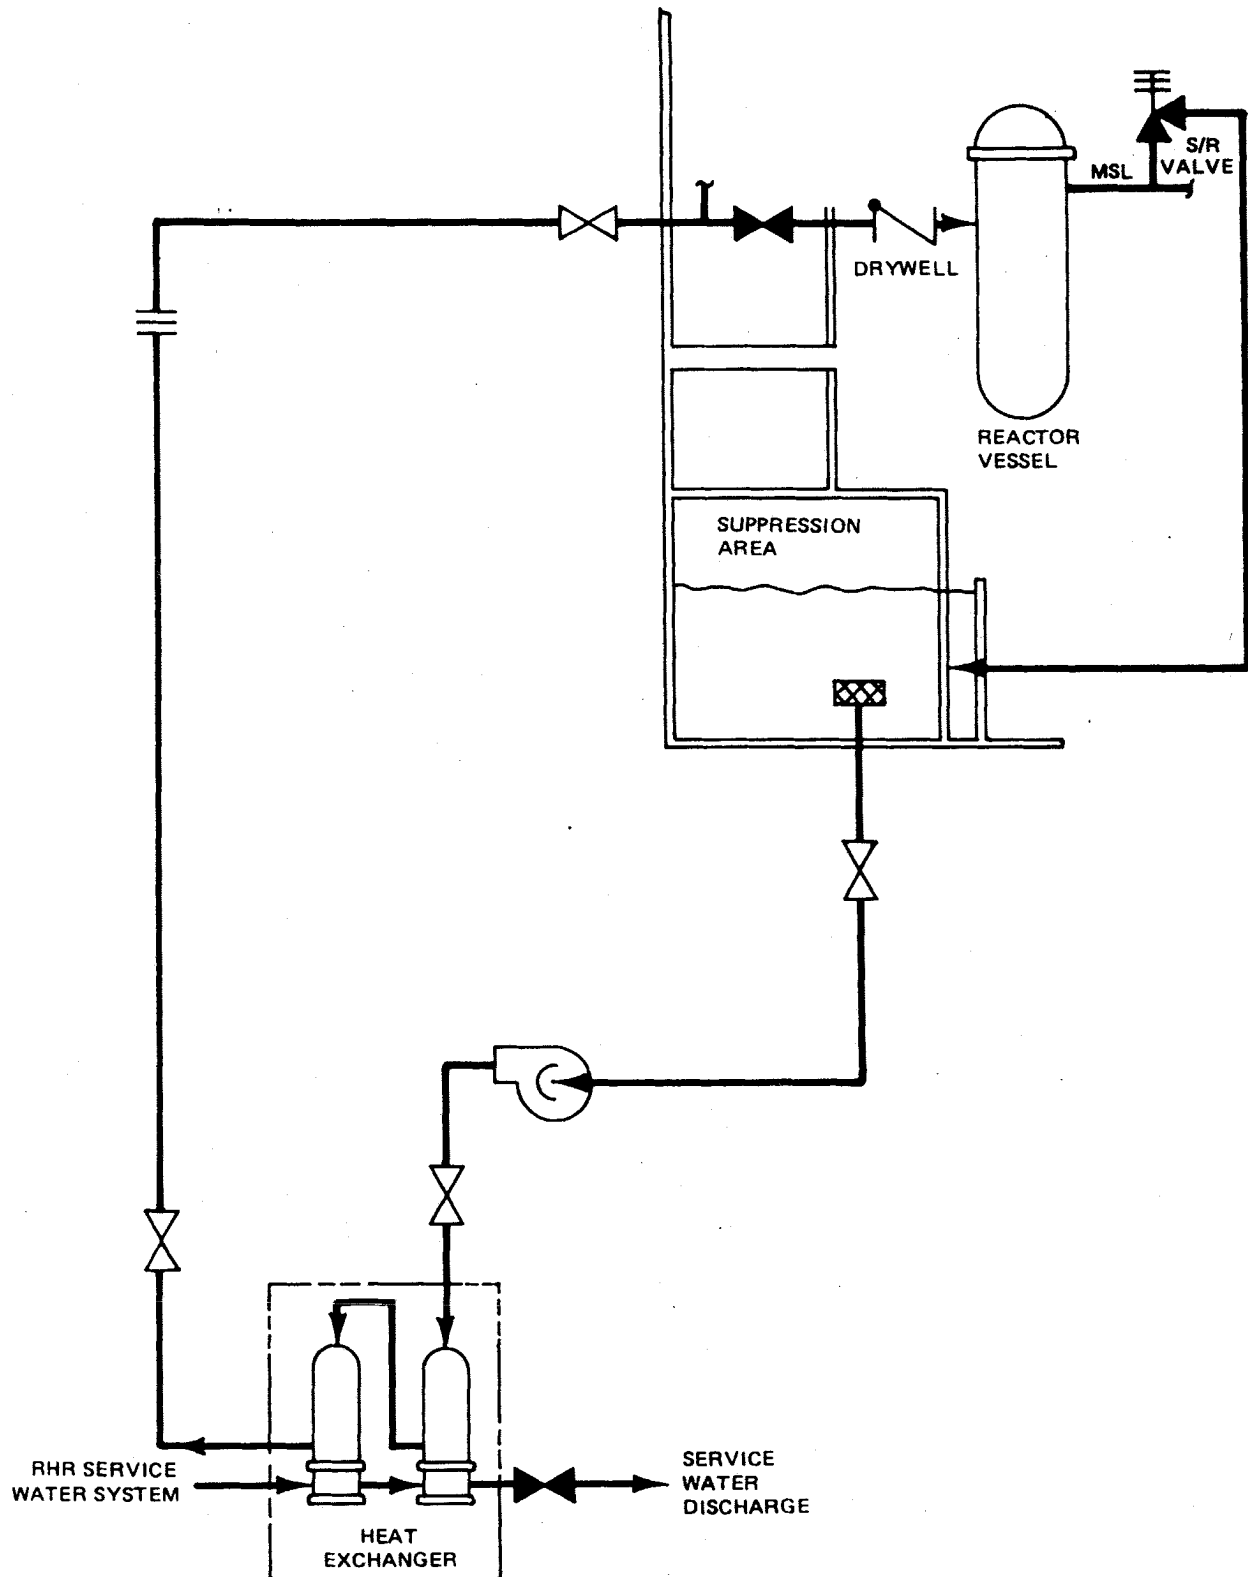 S/R
VALVE
MSL
DRYWELL
REACTOR
VESSEL
SUPPRESSION
AREA
RHR SERVICE
WATER SYSTEM
SERVICE
WATER
DISCHARGE
HEAT
EXCHANGER